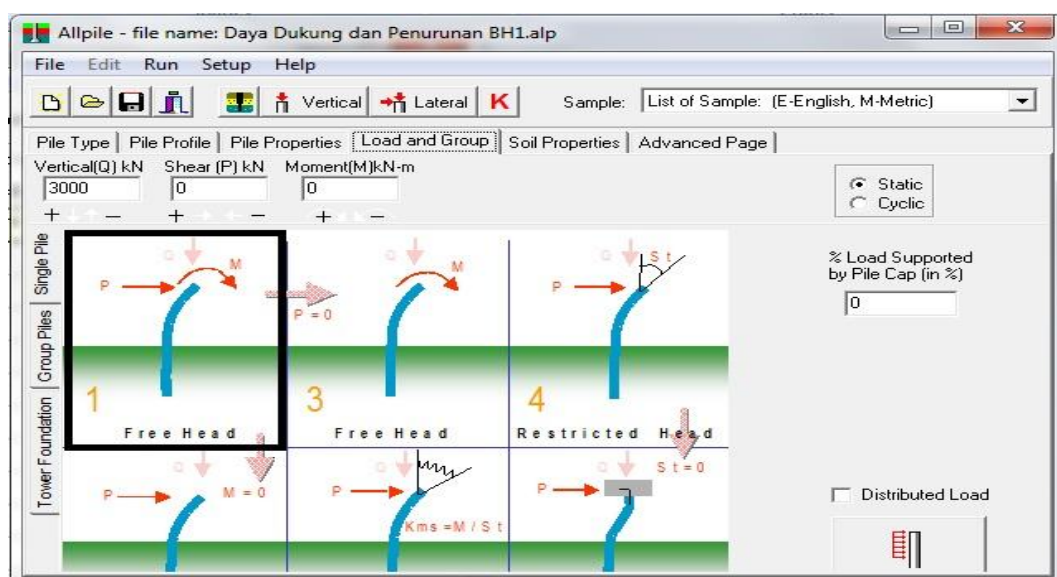 Allpile - file name: Daya Dukung dan Penurunan BH1.alp
File Edit Run Setup Help
Vertical Lateral K Sample: List of Sample: (E-English, M-Metric)
Pile Type Pile Profile Pile Properties Load and Group Soil Properties Advanced Page
Vertical(Q) kN Shear (P) kN Moment(M)kN-m
3000 0 0
+ - + - + -
Static
Cyclic
Single Pile
Group Piles
Tower Foundation
% Load Supported
by Pile Cap (in %)
0
Q M
P
1
Free Head
P = 0
Q M
3
Free Head
Q S t
P
4
Restricted Head
Q
P M = 0
Q
P
Kms =M / S t
Q S t = 0
P
Distributed Load